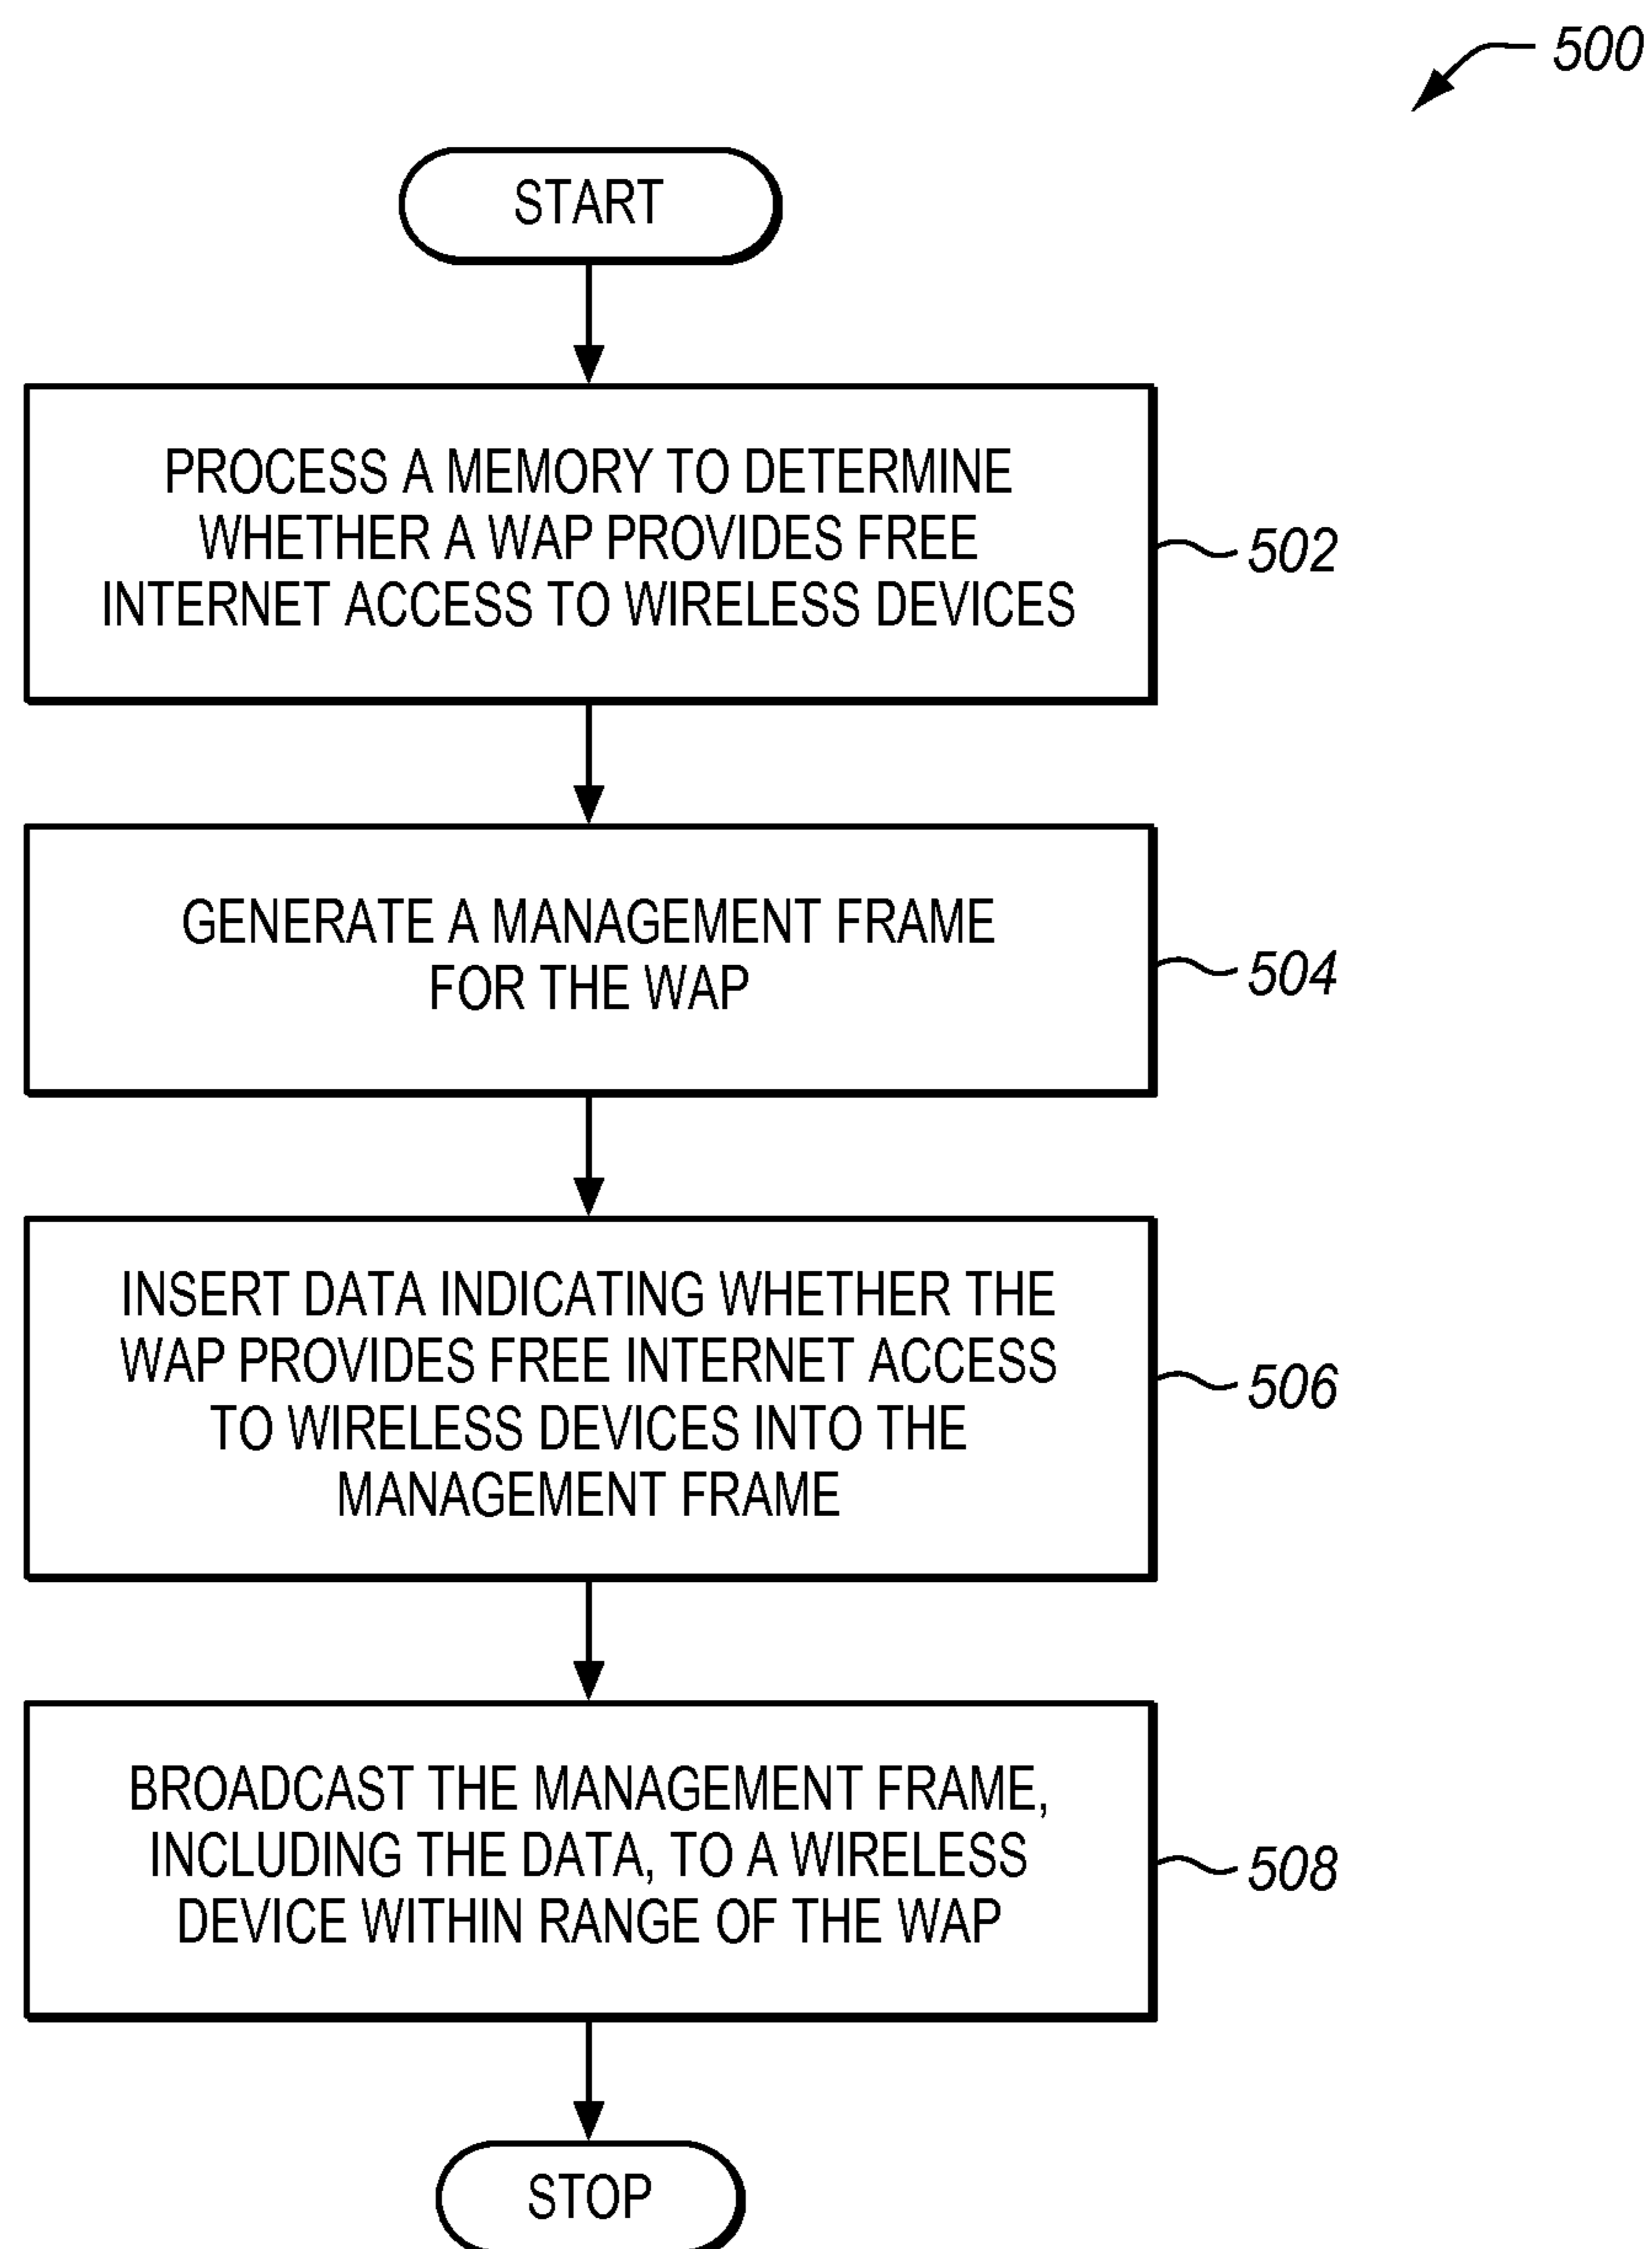 500
START
PROCESS A MEMORY TO DETERMINE
WHETHER A WAP PROVIDES FREE
INTERNET ACCESS TO WIRELESS DEVICES
502
GENERATE A MANAGEMENT FRAME
FOR THE WAP
504
INSERT DATA INDICATING WHETHER THE
WAP PROVIDES FREE INTERNET ACCESS
TO WIRELESS DEVICES INTO THE
MANAGEMENT FRAME
506
BROADCAST THE MANAGEMENT FRAME,
INCLUDING THE DATA, TO A WIRELESS
DEVICE WITHIN RANGE OF THE WAP
508
STOP